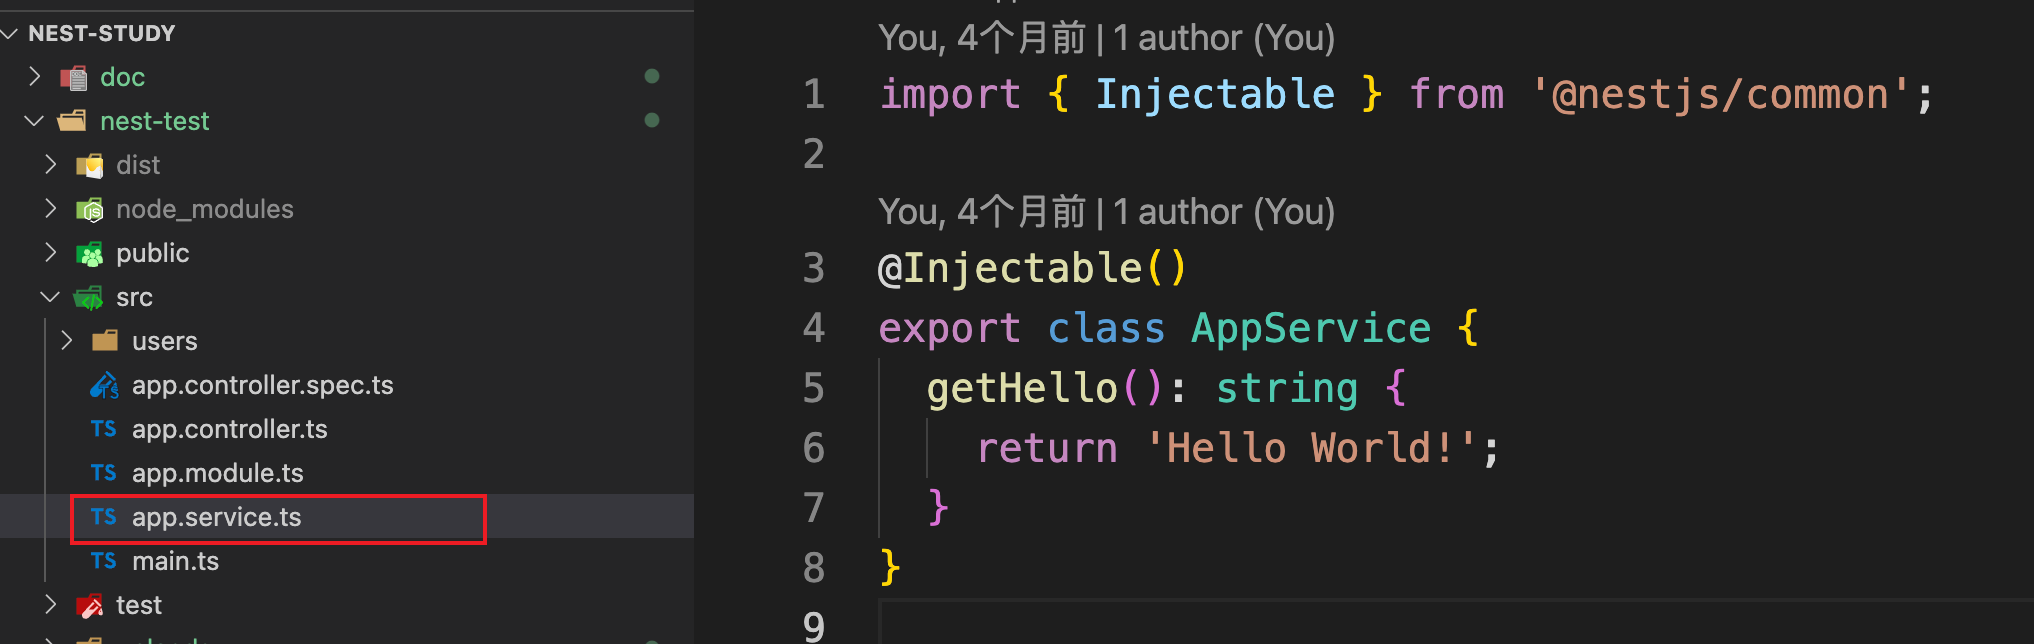 NEST-STUDY
doc
nest-test
dist
node_modules
public
src
users
app.controller.spec.ts
TS app.controller.ts
TS app.module.ts
TS app.service.ts
TS main.ts
test
You, 4个月前 | 1 author (You)
1 import { Injectable } from '@nestjs/common';
2
You, 4个月前 | 1 author (You)
3 @Injectable()
4 export class AppService {
5 getHello(): string {
6 return 'Hello World!';
7 }
8 }
9